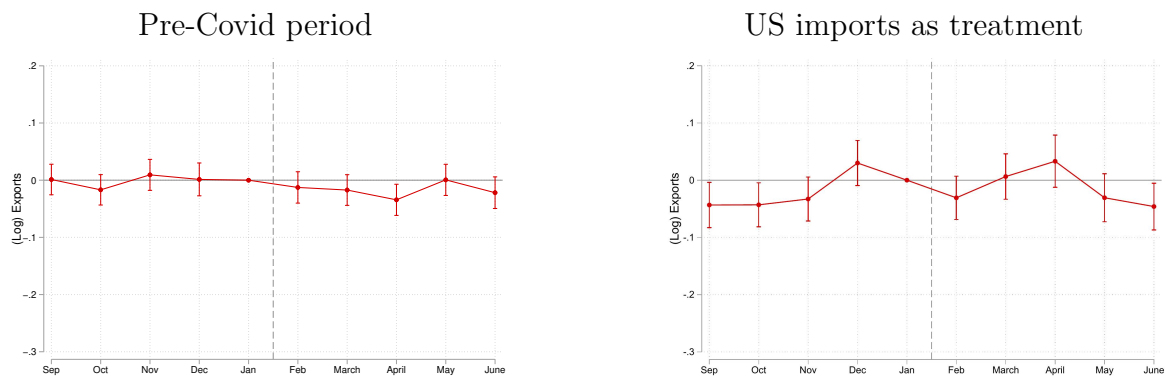 Pre-Covid period
(Log) Exports
.2
.1
0
-.1
-.2
-.3
Sep Oct Nov Dec Jan Feb March April May June
US imports as treatment
(Log) Exports
.2
.1
0
-.1
-.2
-.3
Sep Oct Nov Dec Jan Feb March April May June